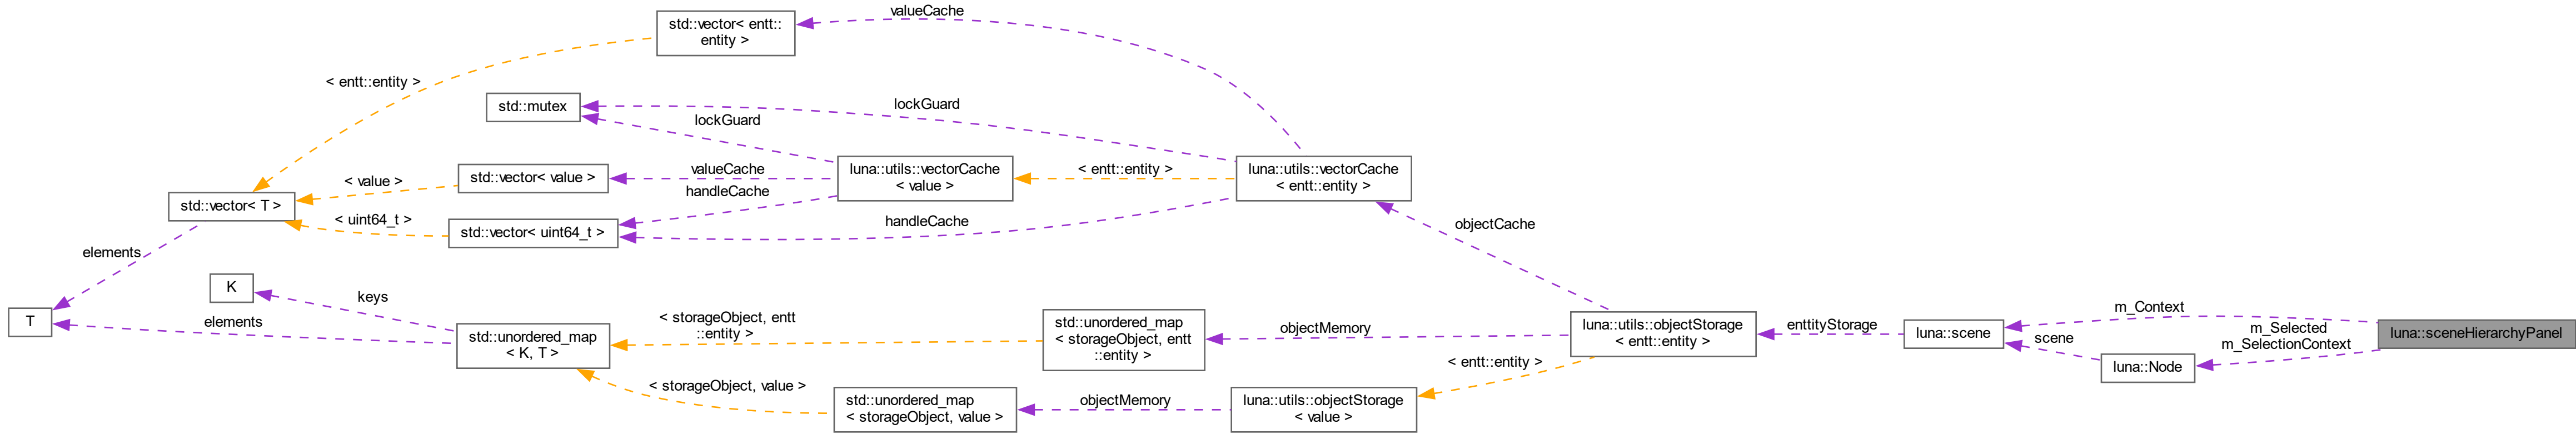 valueCache
std::vector< entt::
entity >
< entt::entity >
std::mutex
lockGuard
lockGuard
luna::utils::vectorCache
< value >
luna::utils::vectorCache
< entt::entity >
< entt::entity >
valueCache
std::vector< value >
< value >
handleCache
std::vector< T >
< uint64_t >
std::vector< uint64_t >
handleCache
objectCache
elements
K
keys
T
elements
std::unordered_map
< K, T >
< storageObject, entt
::entity >
std::unordered_map
< storageObject, entt
::entity >
objectMemory
luna::utils::objectStorage
< entt::entity >
enttityStorage
luna::scene
m_Context
scene
m_Selected
m_SelectionContext
luna::sceneHierarchyPanel
luna::Node
< entt::entity >
< storageObject, value >
std::unordered_map
< storageObject, value >
objectMemory
luna::utils::objectStorage
< value >